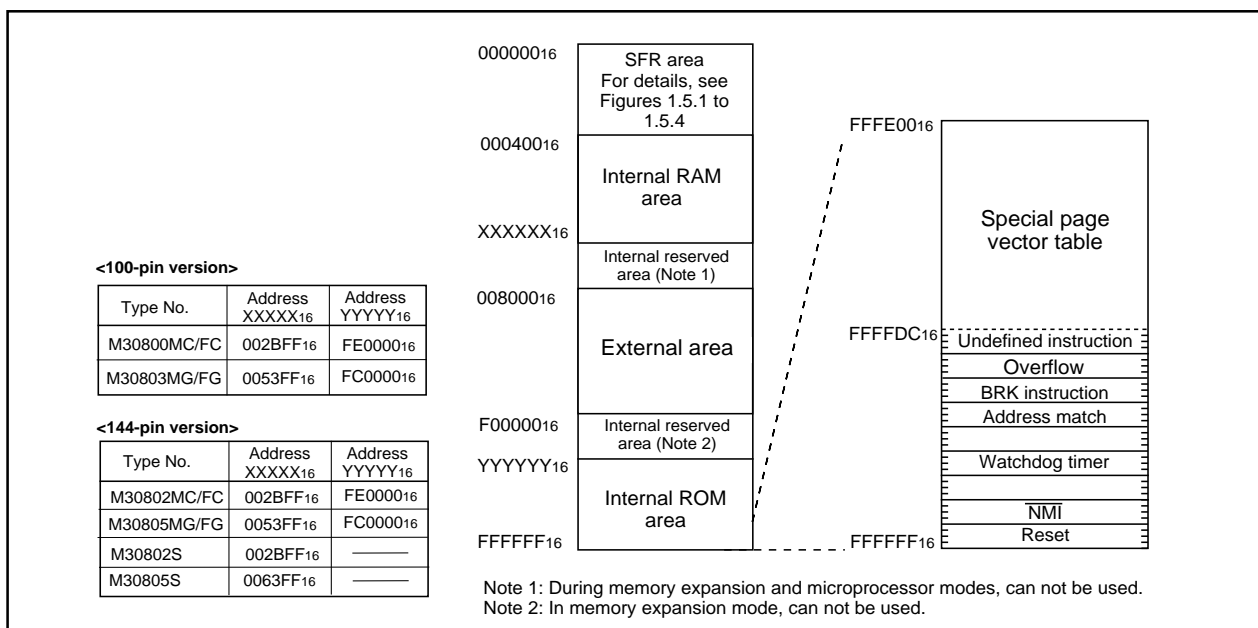 <100-pin version>
Type No. Address XXXXX16 Address YYYYY16
M30800MC/FC 002BFF16 FE000016
M30803MG/FG 0053FF16 FC000016
<144-pin version>
Type No. Address XXXXX16 Address YYYYY16
M30802MC/FC 002BFF16 FE000016
M30805MG/FG 0053FF16 FC000016
M30802S 002BFF16 ———
M30805S 0063FF16 ———
00000016
SFR area
For details, see
Figures 1.5.1 to
1.5.4
00040016
Internal RAM
area
XXXXXX16
Internal reserved
area (Note 1)
00800016
External area
F0000016
Internal reserved
area (Note 2)
YYYYYY16
Internal ROM
area
FFFFFF16
FFFE0016
Special page
vector table
FFFFDC16
Undefined instruction
Overflow
BRK instruction
Address match
Watchdog timer
NMI
Reset
FFFFFF16
Note 1: During memory expansion and microprocessor modes, can not be used.
Note 2: In memory expansion mode, can not be used.